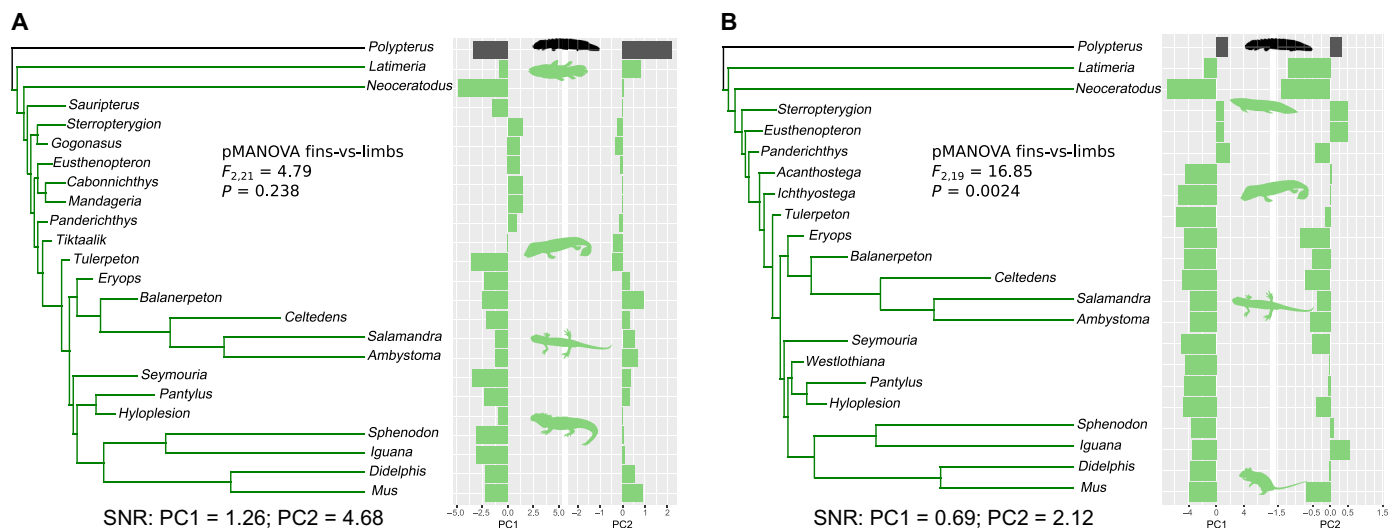 A
Polypterus
Latimeria
Neoceratodus
Sauripterus
Sterropterygion
Gogonasus
Eusthenopteron
Cabonnichthys
Mandageria
Panderichthys
Tiktaalik
Tulerpeton
Eryops
Balanerpeton
Celtedens
Salamandra
Ambystoma
Seymouria
Pantylus
Hyloplesion
Sphenodon
Iguana
Didelphis
Mus
pMANOVA fins-vs-limbs
F2,21 = 4.79
P = 0.238
-5.0 -2.5 0 2.5 5.0 -2 -1 0 1 2
PC1 PC2
SNR: PC1 = 1.26; PC2 = 4.68
B
Polypterus
Latimeria
Neoceratodus
Sterropterygion
Eusthenopteron
Panderichthys
Acanthostega
Ichthyostega
Tulerpeton
Eryops
Balanerpeton
Celtedens
Salamandra
Ambystoma
Seymouria
Westlothiana
Pantylus
Hyloplesion
Sphenodon
Iguana
Didelphis
Mus
pMANOVA fins-vs-limbs
F2,19 = 16.85
P = 0.0024
-4 0 4 -1.5 -0.5 0.5 1.5
PC1 PC2
SNR: PC1 = 0.69; PC2 = 2.12